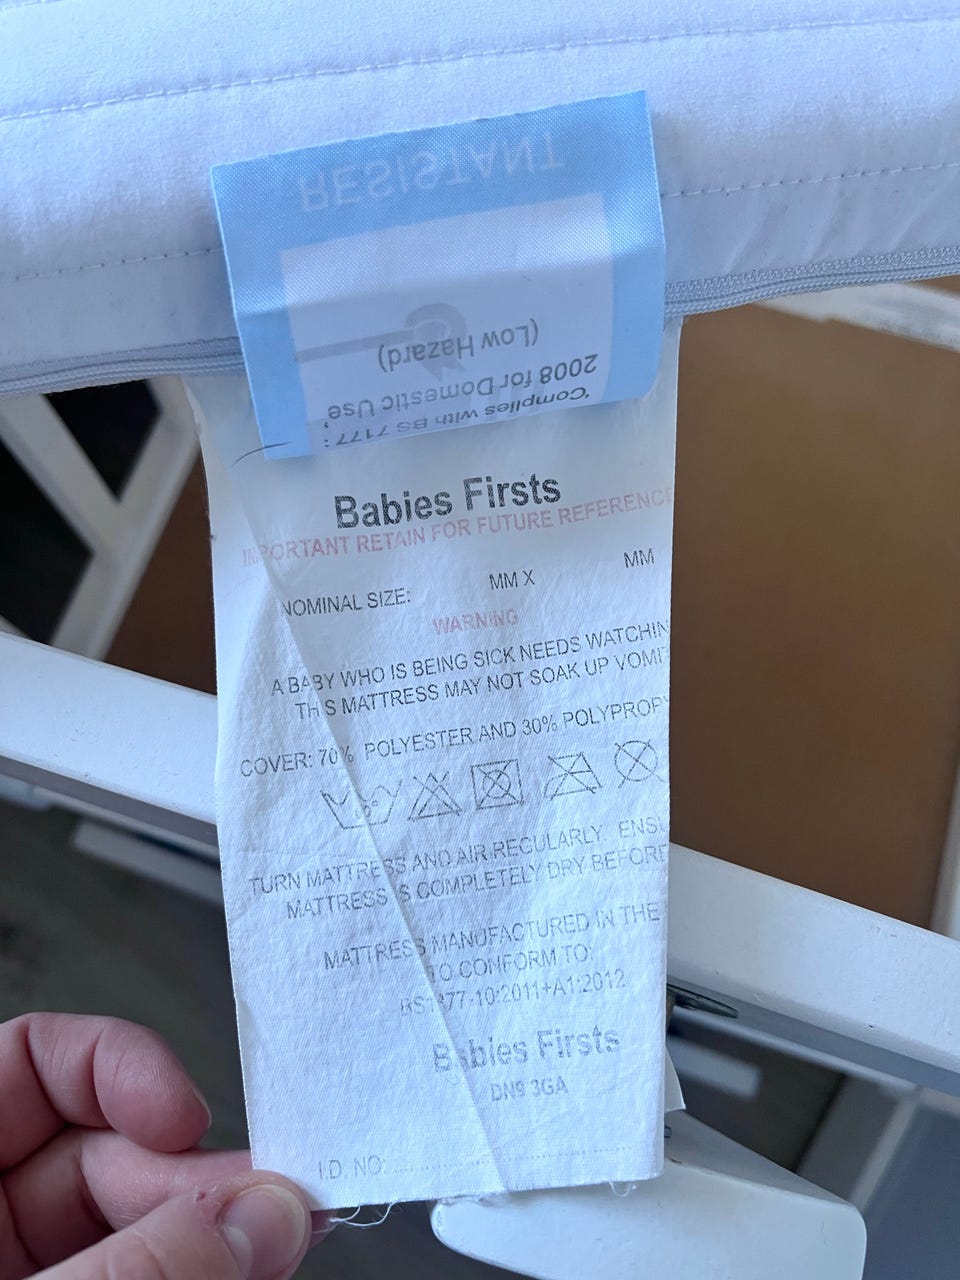 RESISTANT
'Complies with BS 7177:
2008 for Domestic Use,
(Low Hazard)
Babies Firsts
IMPORTANT RETAIN FOR FUTURE REFERENCE
NOMINAL SIZE: MM X MM
WARNING
A BABY WHO IS BEING SICK NEEDS WATCHIN
THIS MATTRESS MAY NOT SOAK UP VOMI
COVER: 70% POLYESTER AND 30% POLYPROP
TURN MATTRESS AND AIR REGULARLY. ENS
MATTRESS IS COMPLETELY DRY BEFORE
MATTRESS MANUFACTURED IN THE
TO CONFORM TO:
BS1877-10:2011+A1:2012
Babies Firsts
DN9 3GA
I.D. NO: